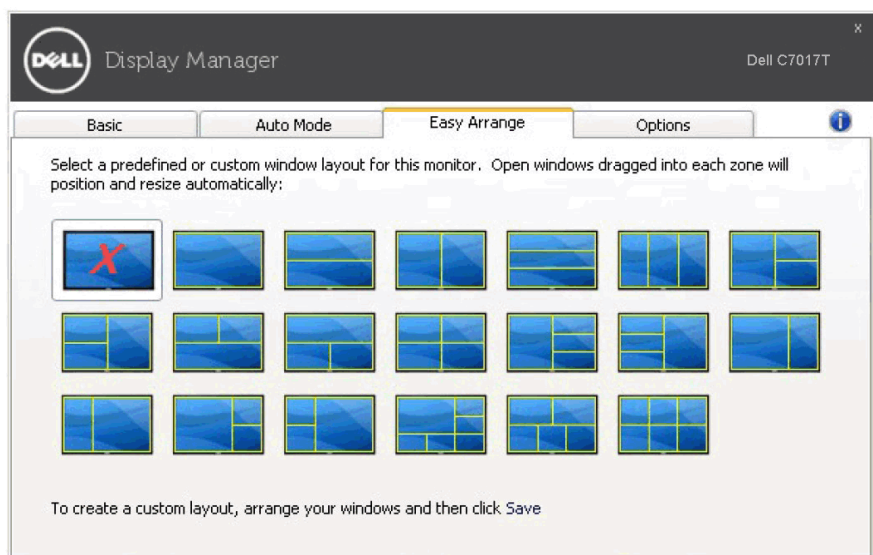 DELL
Display Manager
x
Dell C7017T
Basic
Auto Mode
Easy Arrange
Options
i
Select a predefined or custom window layout for this monitor. Open windows dragged into each zone will
position and resize automatically:
X
To create a custom layout, arrange your windows and then click Save